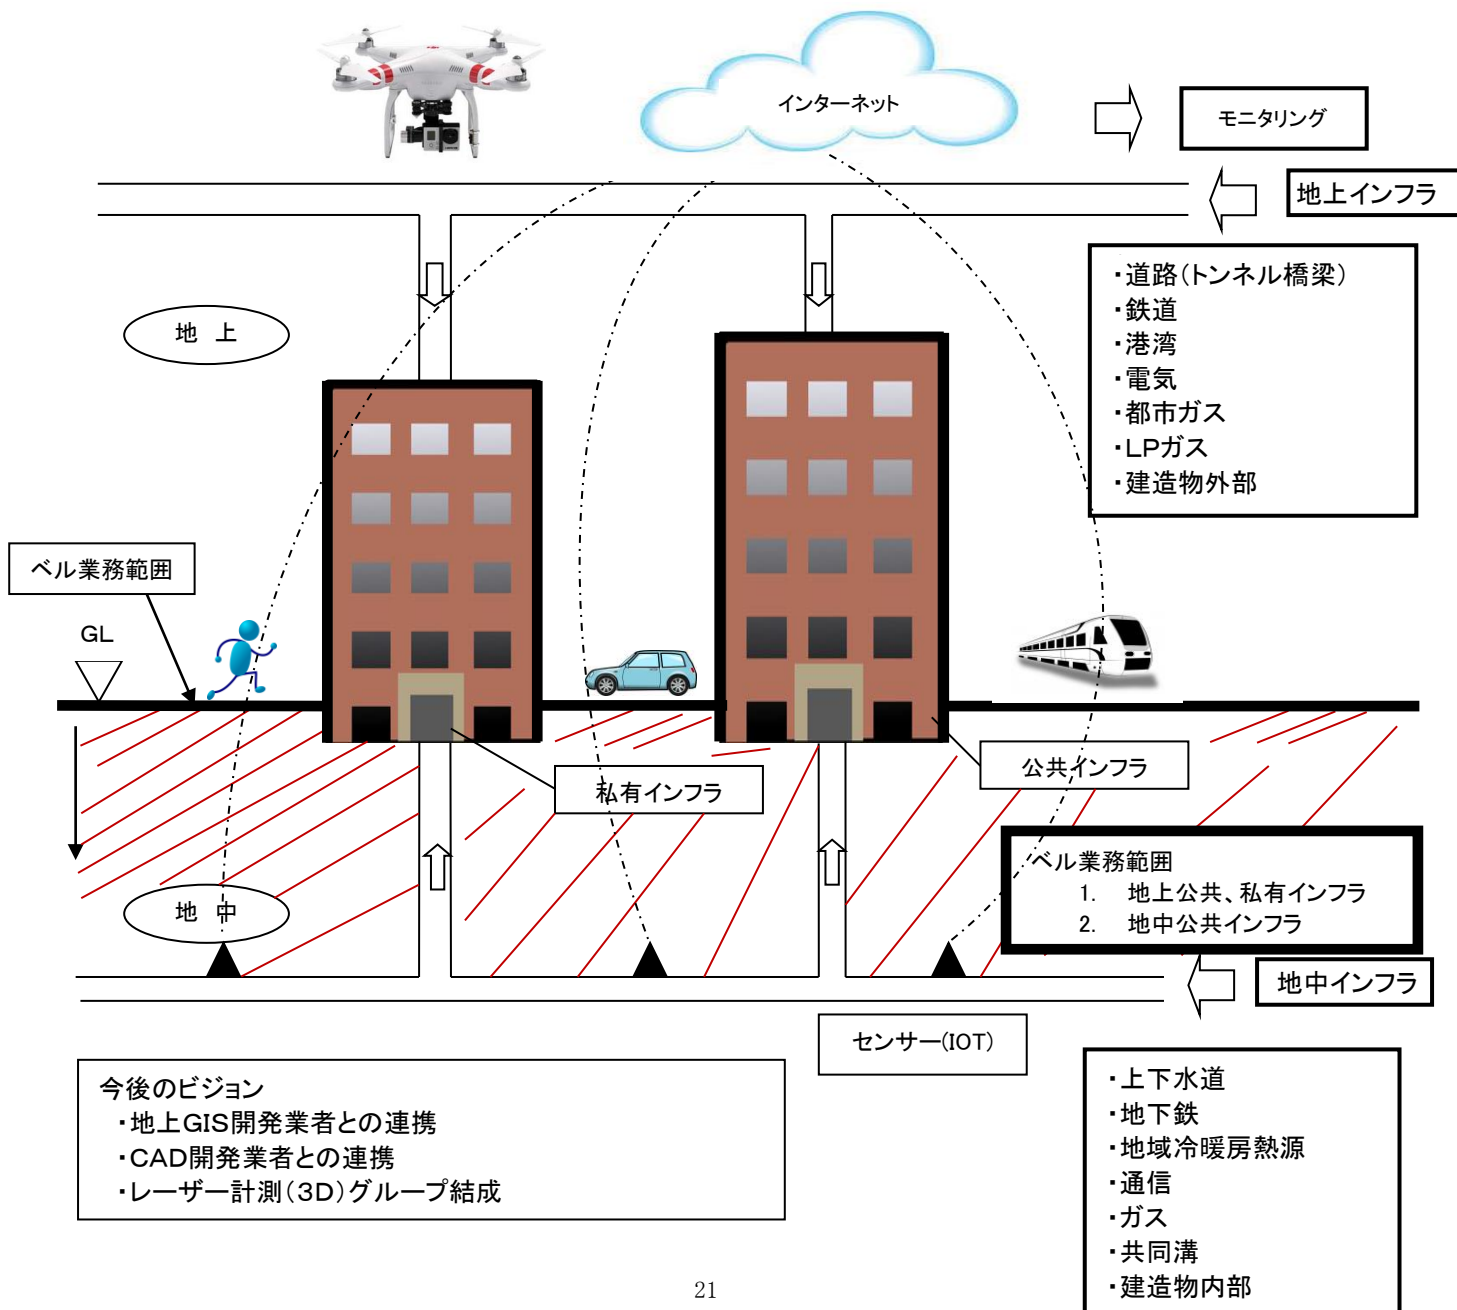 インターネット
モニタリング
地上インフラ
・道路(トンネル橋梁)
・鉄道
・港湾
・電気
・都市ガス
・LPガス
・建造物外部
地 上
ベル業務範囲
GL
私有インフラ
公共インフラ
ベル業務範囲
1. 地上公共、私有インフラ
2. 地中公共インフラ
地 中
地中インフラ
センサー(IOT)
今後のビジョン
・地上GIS開発業者との連携
・CAD開発業者との連携
・レーザー計測(3D)グループ結成
・上下水道
・地下鉄
・地域冷暖房熱源
・通信
・ガス
・共同溝
・建造物内部
21